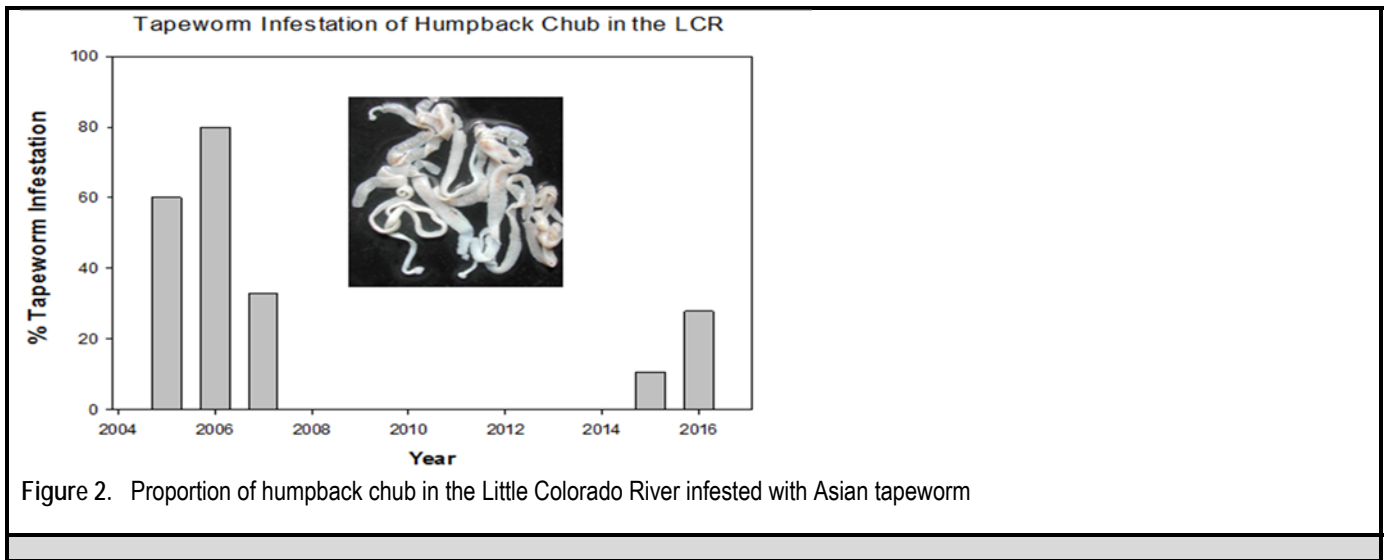 Tapeworm Infestation of Humpback Chub in the LCR
100
80
60
40
20
0
% Tapeworm Infestation
2004 2006 2008 2010 2012 2014 2016
Year
Figure 2. Proportion of humpback chub in the Little Colorado River infested with Asian tapeworm